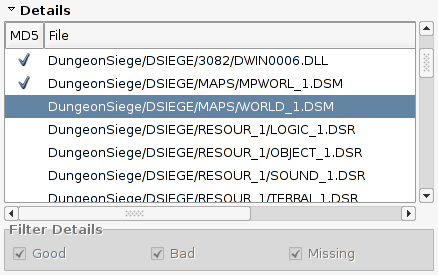 Details
MD5 File
DungeonSiege/DSIEGE/3082/DWIN0006.DLL
DungeonSiege/DSIEGE/MAPS/MPWORL_1.DSM
DungeonSiege/DSIEGE/MAPS/WORLD_1.DSM
DungeonSiege/DSIEGE/RESOUR_1/LOGIC_1.DSR
DungeonSiege/DSIEGE/RESOUR_1/OBJECT_1.DSR
DungeonSiege/DSIEGE/RESOUR_1/SOUND_1.DSR
DungeonSiege/DSIEGE/RESOUR_1/TERRAI_1.DSR
Filter Details
Good Bad Missing